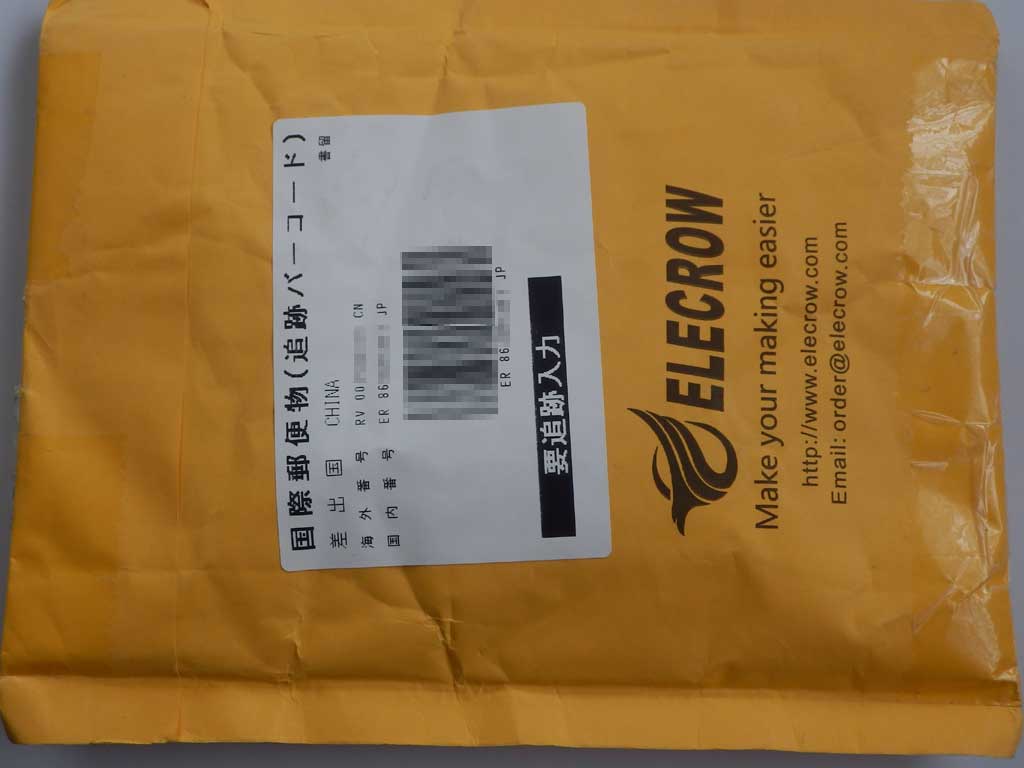 国際郵便物(追跡バーコード)
書留
差出国 CHINA
海外番号 RV 00 CN
国内番号 ER 86 JP
ER 86 JP
要追跡入力
ELECROW
Make your making easier
http://www.elecrow.com
Email: order@elecrow.com